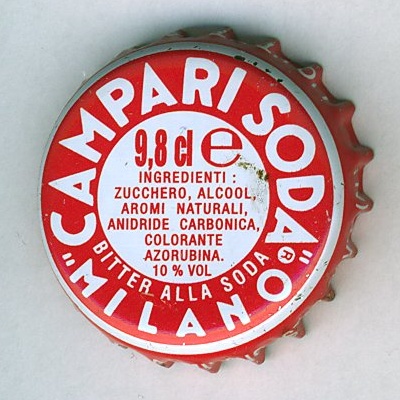 "CAMPARI SODA"®
9,8 cl e
INGREDIENTI :
ZUCCHERO, ALCOOL,
AROMI NATURALI,
ANIDRIDE CARBONICA,
COLORANTE
AZORUBINA.
10 % VOL
BITTER ALLA SODA
MILANO